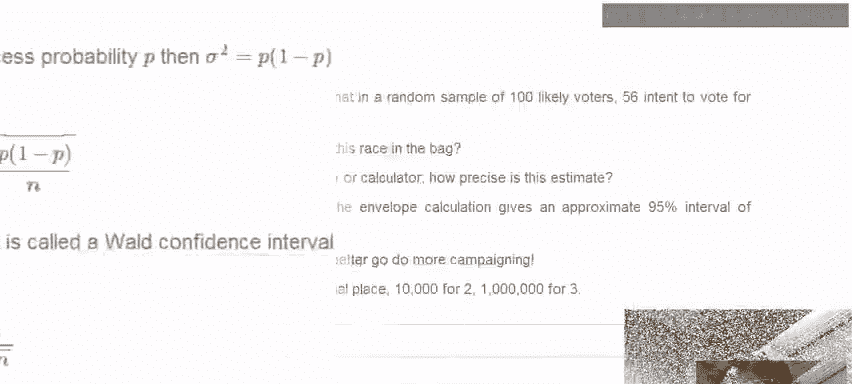 ess probability p then σ² = p(1 − p)
p(1 − p)
n
is called a Wald confidence interval
n
hat in a random sample of 100 likely voters, 56 intent to vote for
this race in the bag?
or calculator, how precise is this estimate?
he envelope calculation gives an approximate 95% interval of
etter go do more campaigning!
al place, 10,000 for 2, 1,000,000 for 3.